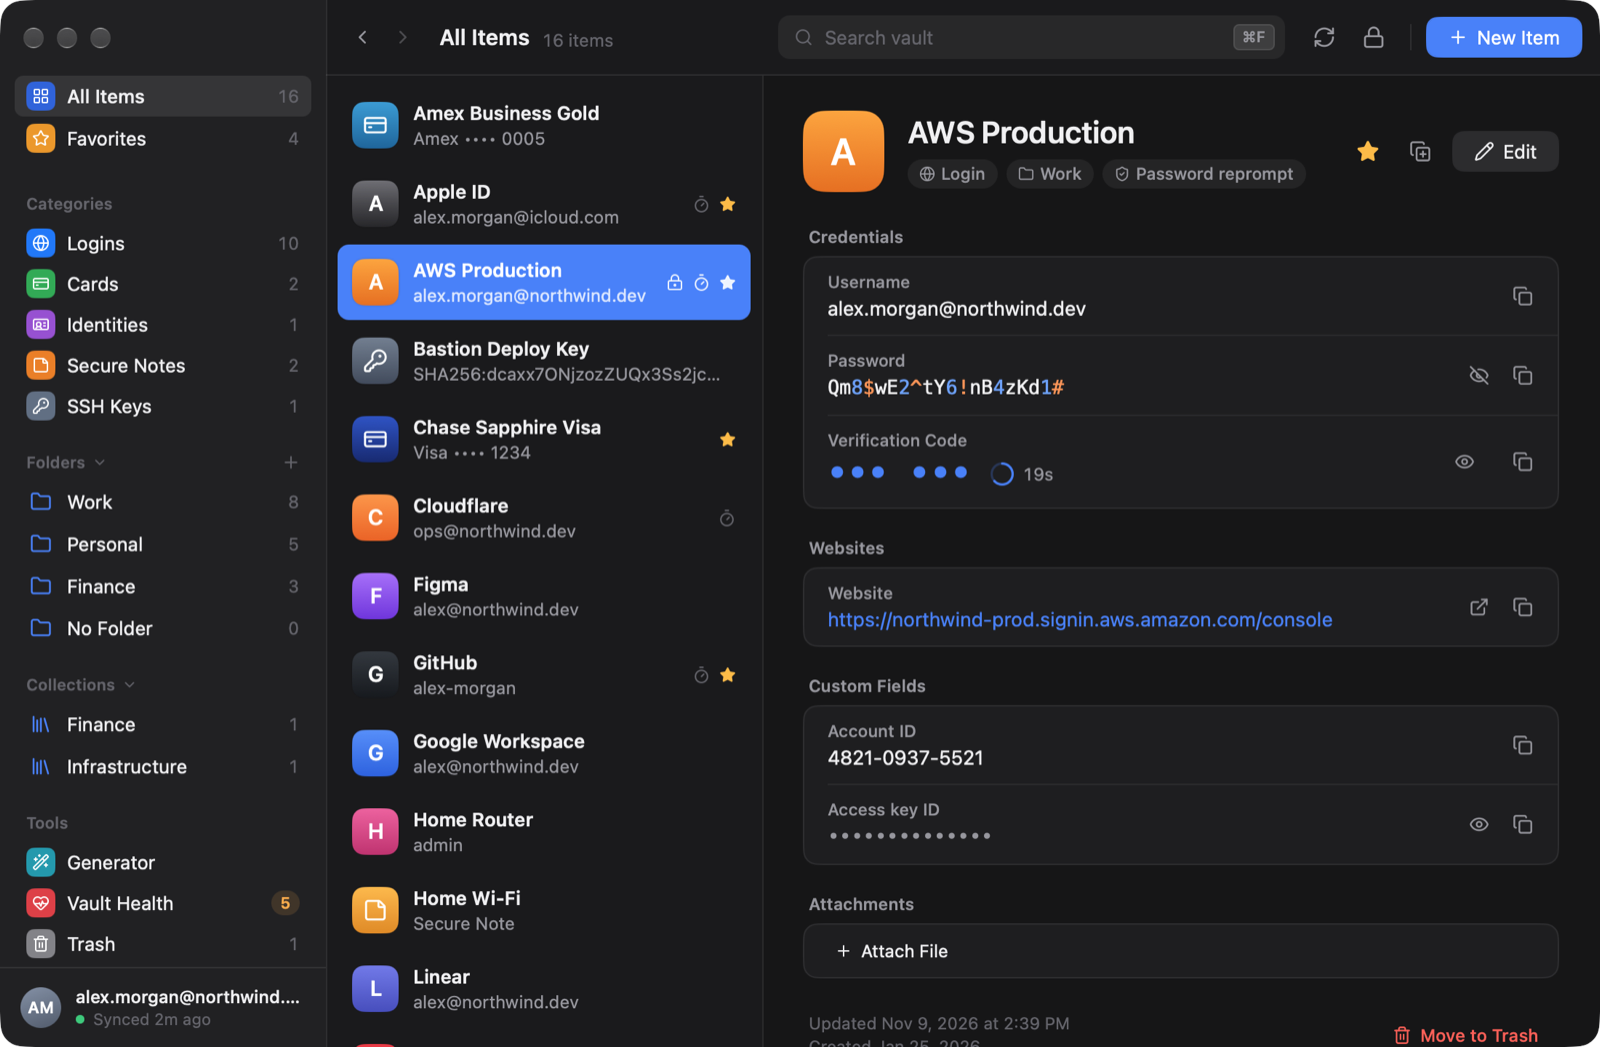 All Items 16
Favorites 4
Categories
Logins 10
Cards 2
Identities 1
Secure Notes 2
SSH Keys 1
Folders
Work 8
Personal 5
Finance 3
No Folder 0
Collections
Finance 1
Infrastructure 1
Tools
Generator
Vault Health 5
Trash 1
AM
alex.morgan@northwind....
Synced 2m ago
All Items 16 items
Search vault ⌘F
New Item
Amex Business Gold
Amex •••• 0005
A
Apple ID
alex.morgan@icloud.com
A
AWS Production
alex.morgan@northwind.dev
Bastion Deploy Key
SHA256:dcaxx7ONjzozZUQx3Ss2jc...
Chase Sapphire Visa
Visa •••• 1234
C
Cloudflare
ops@northwind.dev
F
Figma
alex@northwind.dev
G
GitHub
alex-morgan
G
Google Workspace
alex@northwind.dev
H
Home Router
admin
Home Wi-Fi
Secure Note
L
Linear
alex@northwind.dev
A
AWS Production
Login Work Password reprompt
Edit
Credentials
Username
alex.morgan@northwind.dev
Password
Qm8$wE2^tY6!nB4zKd1#
Verification Code
••• ••• 19s
Websites
Website
https://northwind-prod.signin.aws.amazon.com/console
Custom Fields
Account ID
4821-0937-5521
Access key ID
••••••••••••••
Attachments
+ Attach File
Updated Nov 9, 2026 at 2:39 PM
Created Jan 25, 2026
Move to Trash